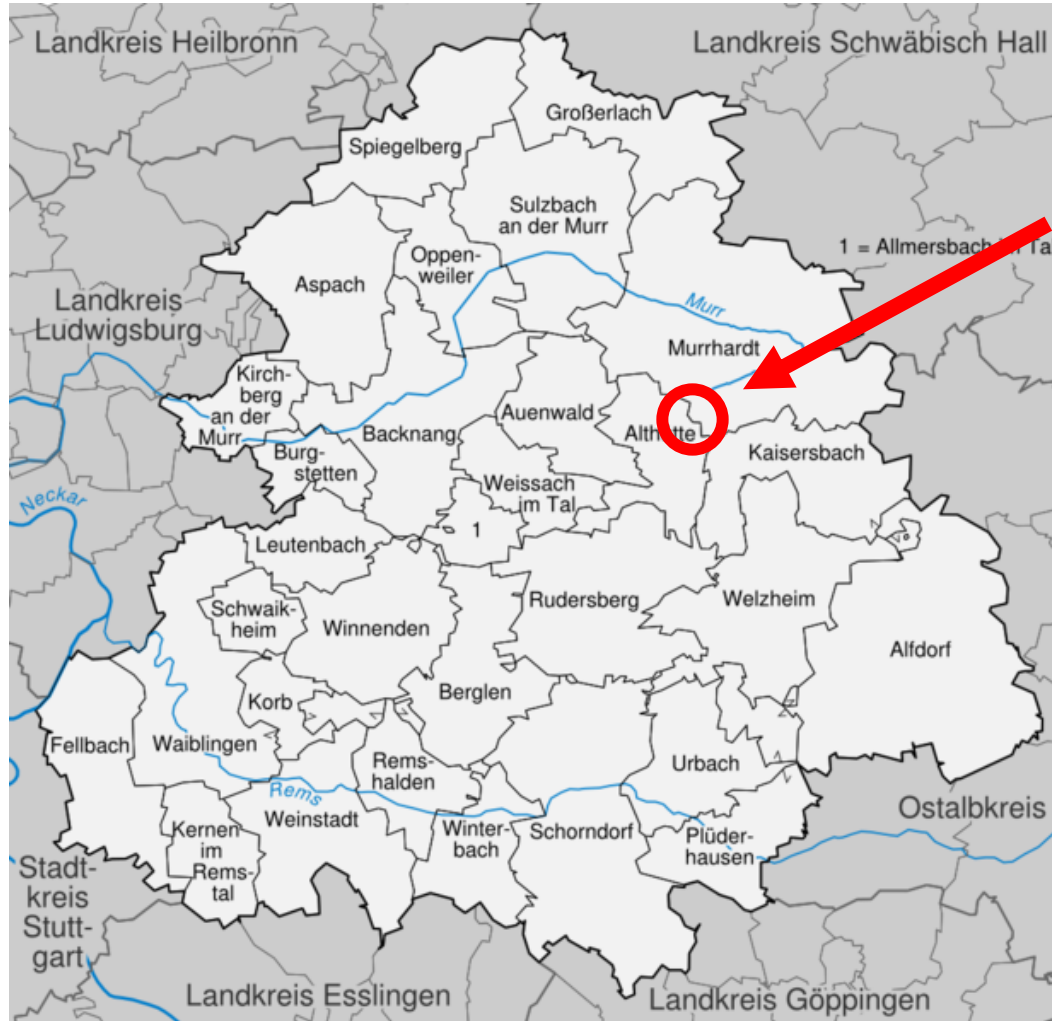 Landkreis Heilbronn
Landkreis Schwäbisch Hall
Großerlach
Spiegelberg
Sulzbach
an der Murr
1 = Allmersbach
Oppen-
weiler
Aspach
Landkreis
Ludwigsburg
Murr
Murrhardt
Kirch-
berg
an der
Murr
Auenwald
Althütte
Backnang
Kaisersbach
Burg-
stetten
Weissach
im Tal
Neckar
1
Leutenbach
Schwaik-
heim
Winnenden
Rudersberg
Welzheim
Alfdorf
Korb
Berglen
Fellbach
Waiblingen
Rems-
halden
Urbach
Rems
Weinstadt
Kernen
im
Rems-
tal
Winter-
bach
Schorndorf
Plüder-
hausen
Ostalbkreis
Stadt-
kreis
Stutt-
gart
Landkreis Esslingen
Landkreis Göppingen